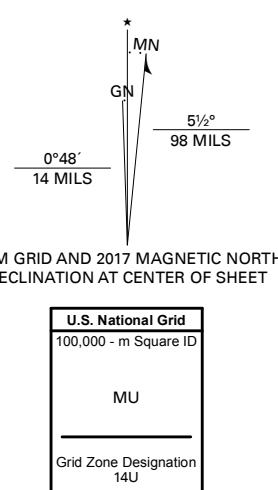 ★
MN
GN
5½°
98 MILS
0°48´
14 MILS
M GRID AND 2017 MAGNETIC NORTH
ECLINATION AT CENTER OF SHEET
U.S. National Grid
100,000 - m Square ID
MU
Grid Zone Designation
14U